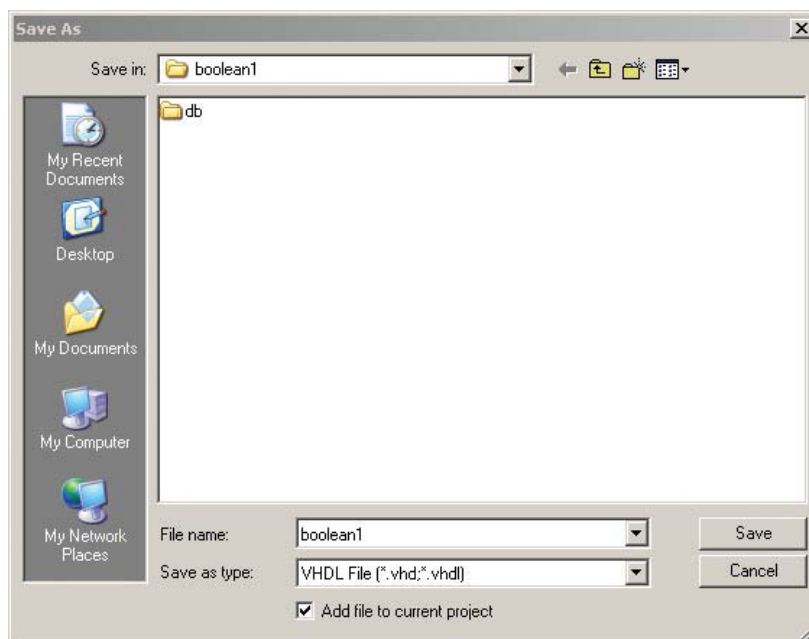 Save As
Save in:
boolean1
db
My Recent
Documents
Desktop
My Documents
My Computer
My Network
Places
File name:
boolean1
Save
Save as type:
VHDL File (*.vhd;*.vhdl)
Cancel
Add file to current project